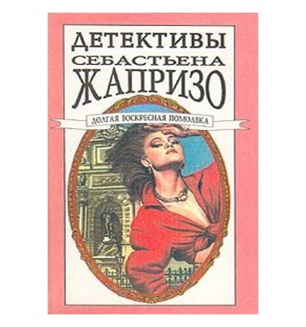 ДЕТЕКТИВЫ
СЕБАСТЬЕНА
ЖАПРИЗО
ДОЛГАЯ ВОСКРЕСНАЯ ПОМОЛВКА